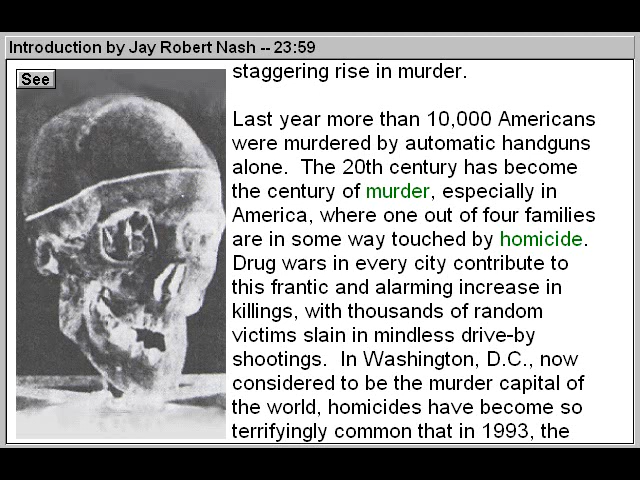 Introduction by Jay Robert Nash -- 23:59
See
staggering rise in murder.
Last year more than 10,000 Americans
were murdered by automatic handguns
alone.  The 20th century has become
the century of murder, especially in
America, where one out of four families
are in some way touched by homicide.
Drug wars in every city contribute to
this frantic and alarming increase in
killings, with thousands of random
victims slain in mindless drive-by
shootings.  In Washington, D.C., now
considered to be the murder capital of
the world, homicides have become so
terrifyingly common that in 1993, the